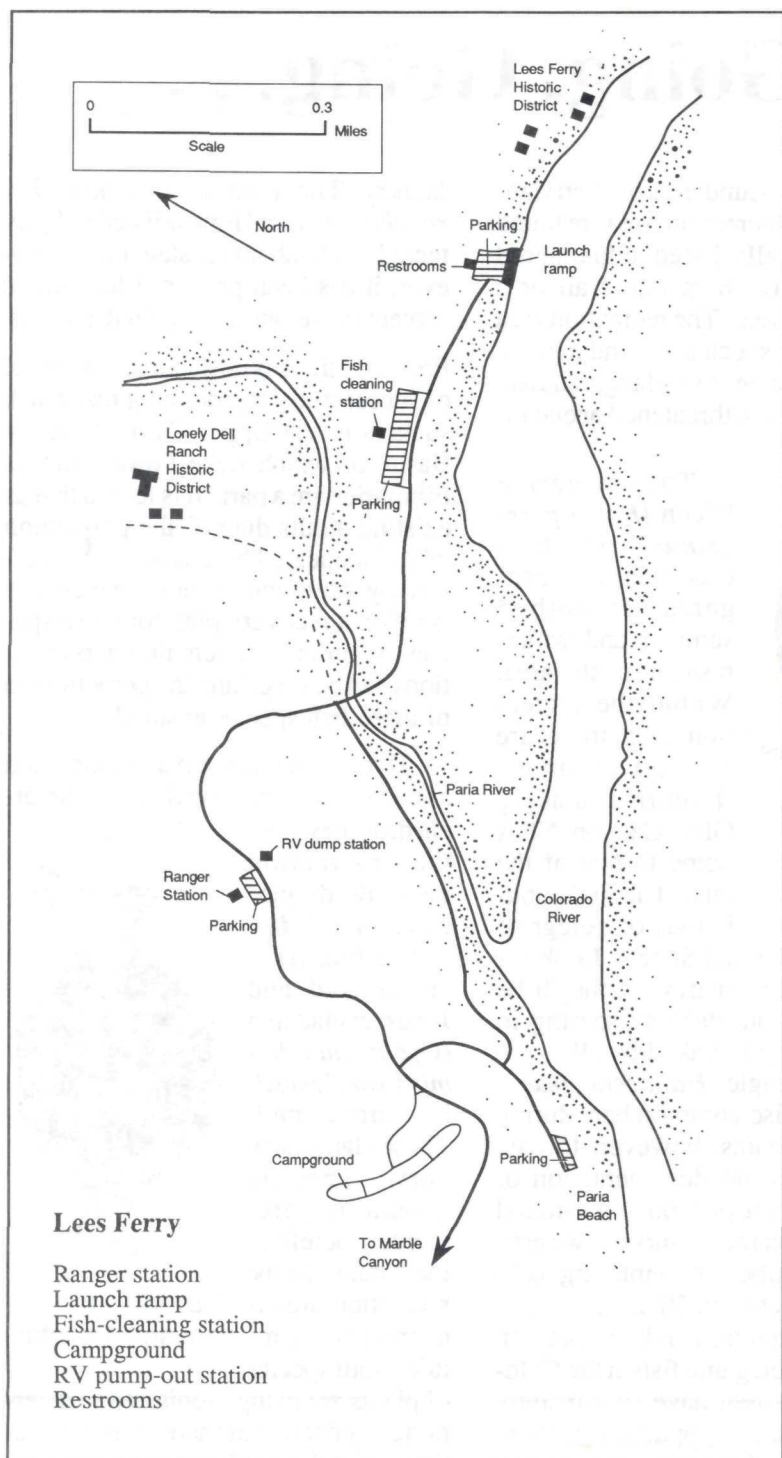 0
0.3
Miles
Scale
North
Lees Ferry
Historic
District
Parking
Restrooms
Launch
ramp
Fish
cleaning
station
Parking
Lonely Dell
Ranch
Historic
District
Paria River
RV dump station
Ranger
Station
Parking
Colorado
River
Campground
Parking
Paria
Beach
To Marble
Canyon
Lees Ferry
Ranger station
Launch ramp
Fish-cleaning station
Campground
RV pump-out station
Restrooms